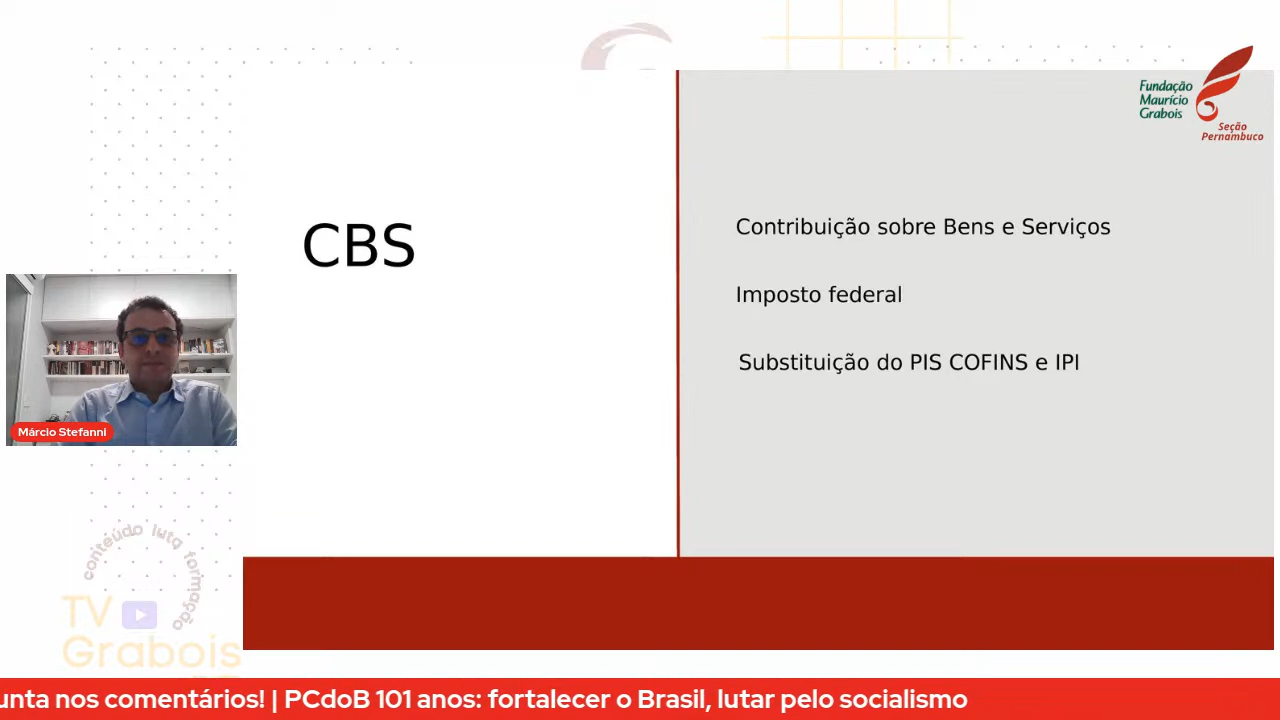 Fundação
Maurício
Grabois
Seção
Pernambuco
CBS
Contribuição sobre Bens e Serviços
Imposto federal
Substituição do PIS COFINS e IPI
Márcio Stefanni
conteúdo luta formação
TV
Grabois
unta nos comentários! | PCdoB 101 anos: fortalecer o Brasil, lutar pelo socialismo